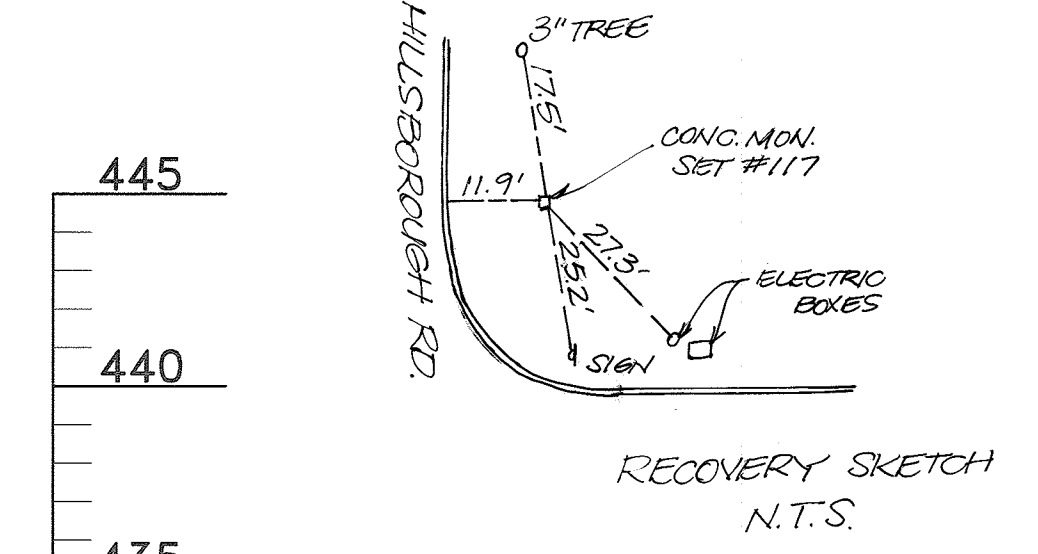 3" TREE
17.5'
CONC. MON.
SET #117
11.9'
HILLSBOROUGH RD.
27.3'
25.2'
ELECTRIC
BOXES
SIGN
445
440
435
RECOVERY SKETCH
N.T.S.